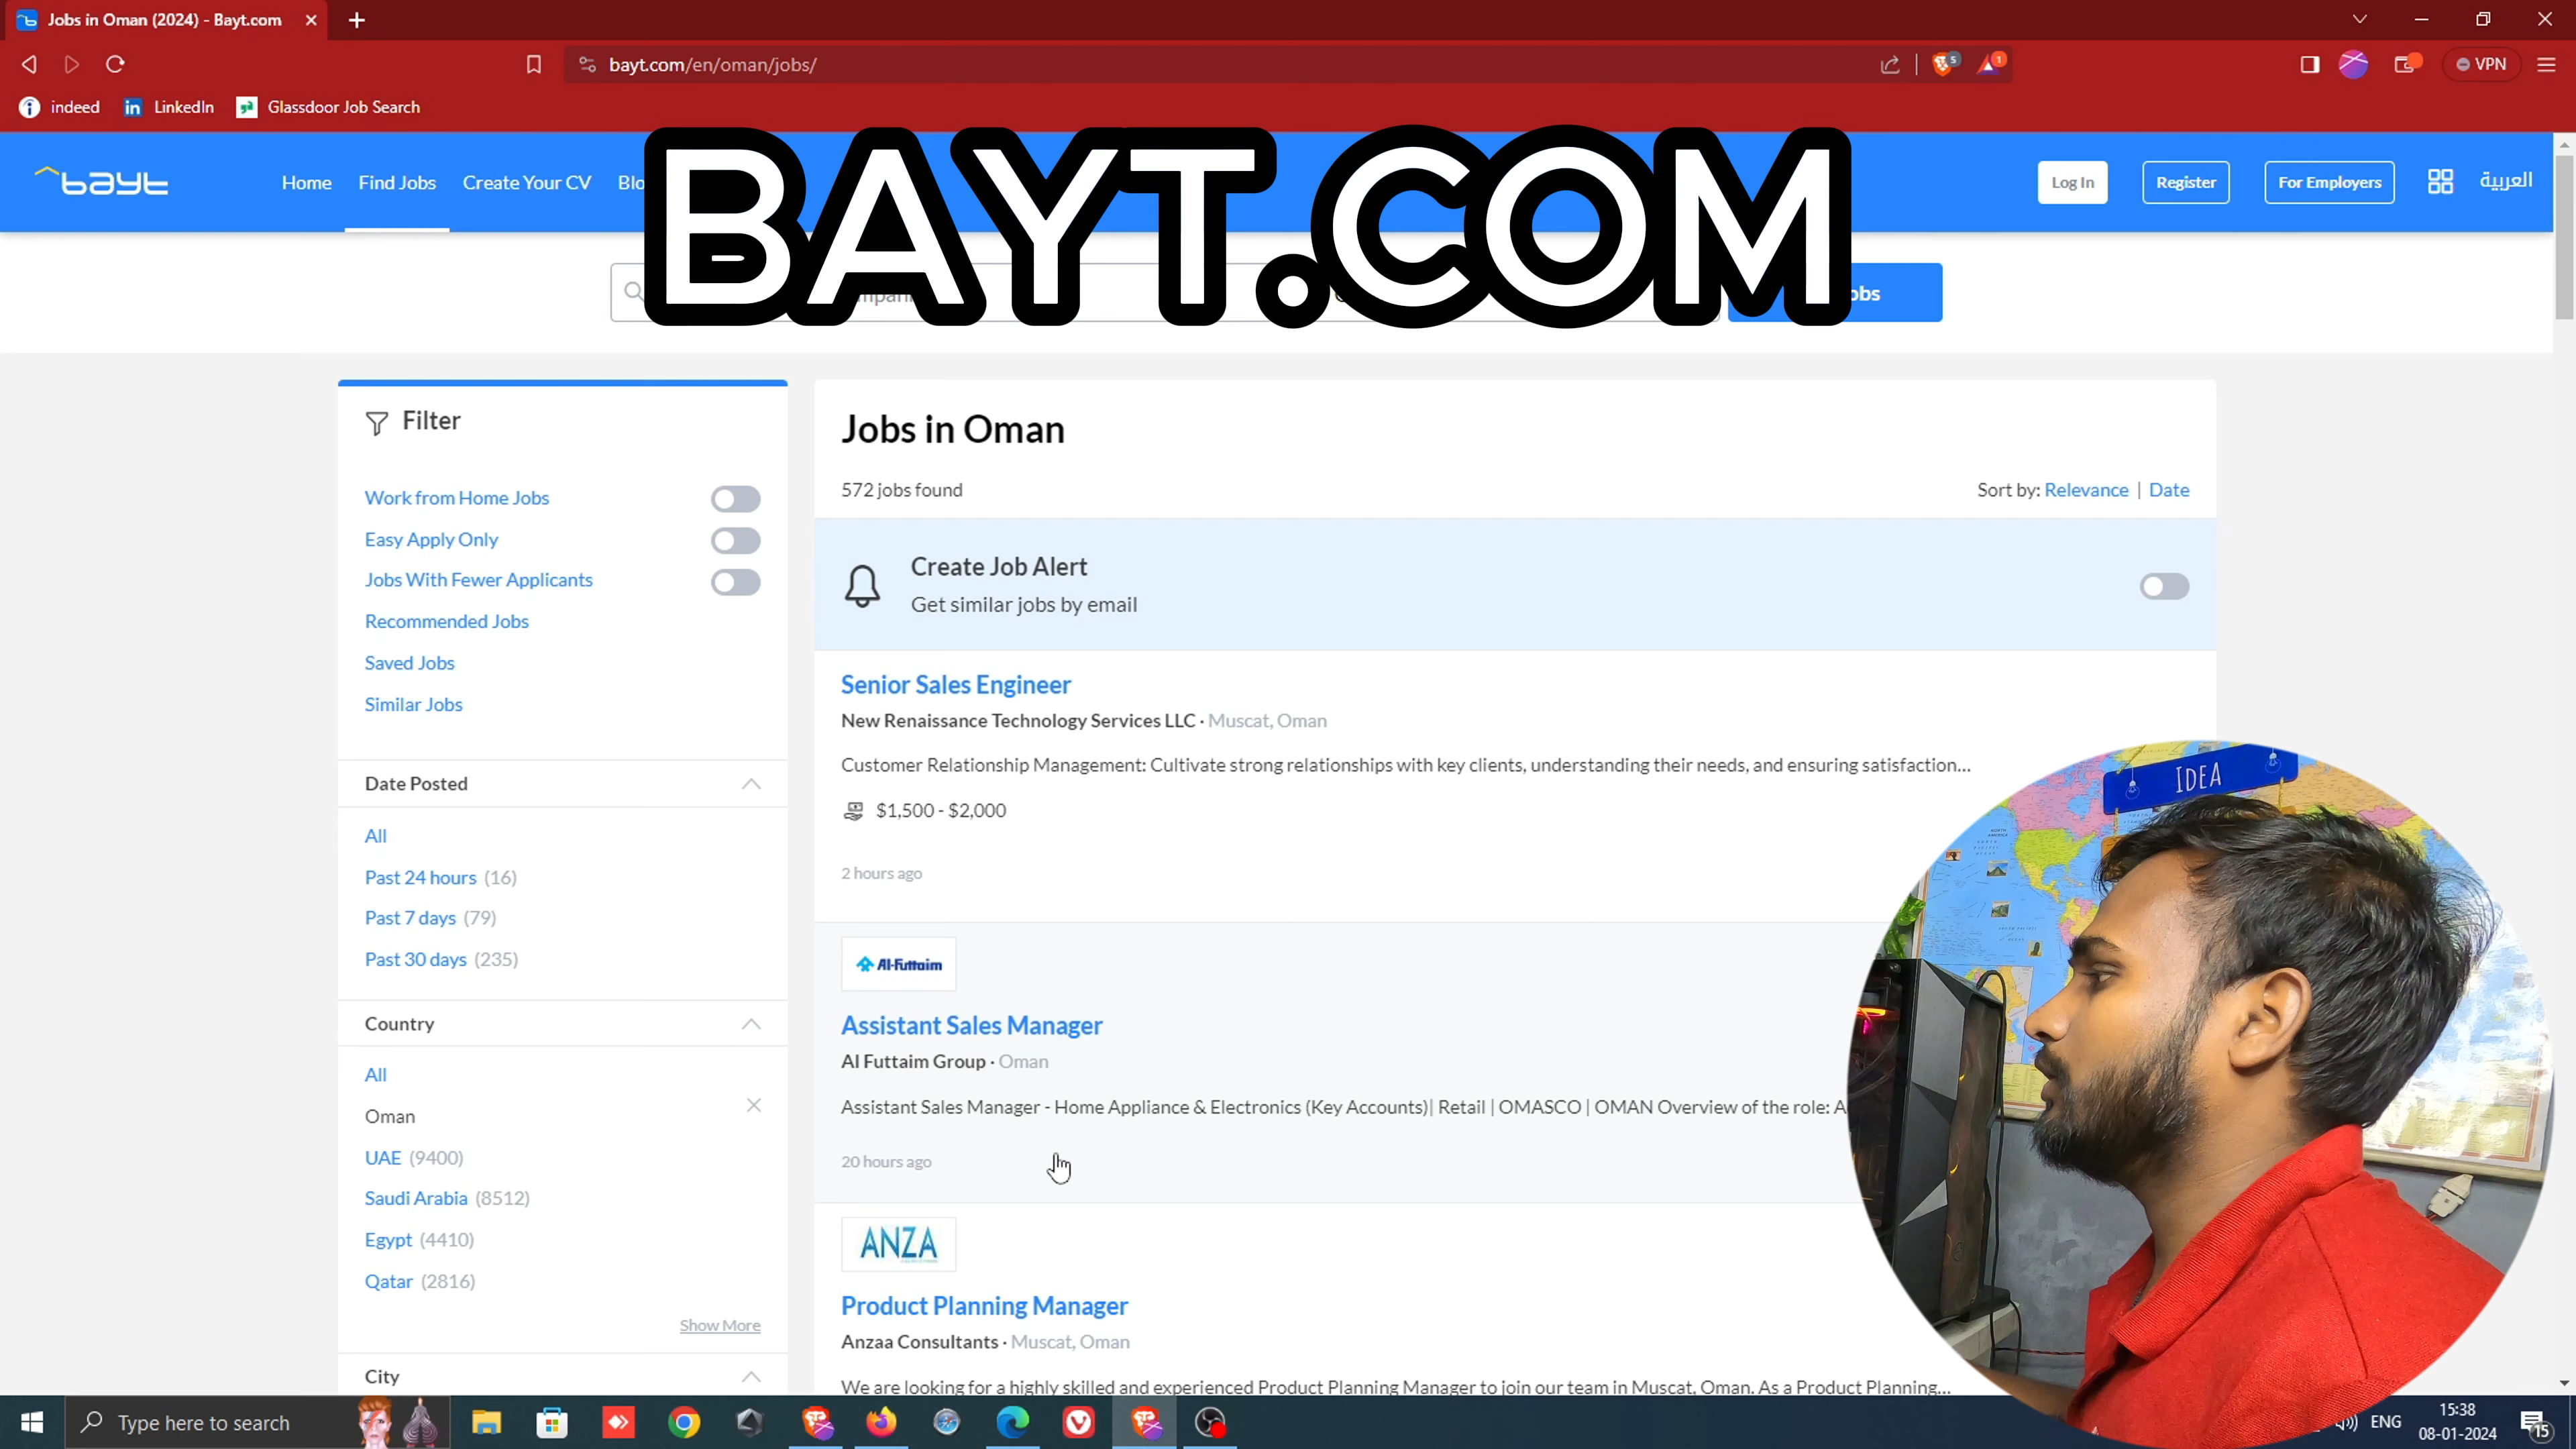 Jobs in Oman (2024) - Bayt.com
bayt.com/en/oman/jobs/
5
1
VPN
indeed
LinkedIn
Glassdoor Job Search
BAYT.COM
bayt
Home
Find Jobs
Create Your CV
Log In
Register
For Employers
العربية
Filter
Work from Home Jobs
Easy Apply Only
Jobs With Fewer Applicants
Recommended Jobs
Saved Jobs
Similar Jobs
Date Posted
All
Past 24 hours (16)
Past 7 days (79)
Past 30 days (235)
Country
All
Oman
UAE (9400)
Saudi Arabia (8512)
Egypt (4410)
Qatar (2816)
Show More
City
Jobs in Oman
572 jobs found
Sort by: Relevance | Date
Create Job Alert
Get similar jobs by email
Senior Sales Engineer
New Renaissance Technology Services LLC · Muscat, Oman
Customer Relationship Management: Cultivate strong relationships with key clients, understanding their needs, and ensuring satisfaction...
$1,500 - $2,000
2 hours ago
Al-Futtaim
Assistant Sales Manager
Al Futtaim Group · Oman
Assistant Sales Manager - Home Appliance & Electronics (Key Accounts)| Retail | OMASCO | OMAN Overview of the role: A
20 hours ago
ANZA
Product Planning Manager
Anzaa Consultants · Muscat, Oman
We are looking for a highly skilled and experienced Product Planning Manager to join our team in Muscat, Oman. As a Product Planning...
IDEA
Type here to search
ENG
15:38
08-01-2024
15